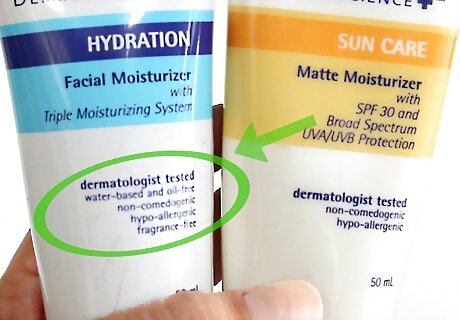 HYDRATION
Facial Moisturizer
with
Triple Moisturizing System
dermatologist tested
water-based and oil-free
non-comedogenic
hypo-allergenic
fragrance-free
50 mL
SUN CARE
Matte Moisturizer
with
SPF 30 and
Broad Spectrum
UVA/UVB Protection
dermatologist tested
non-comedogenic
hypo-allergenic
50 mL